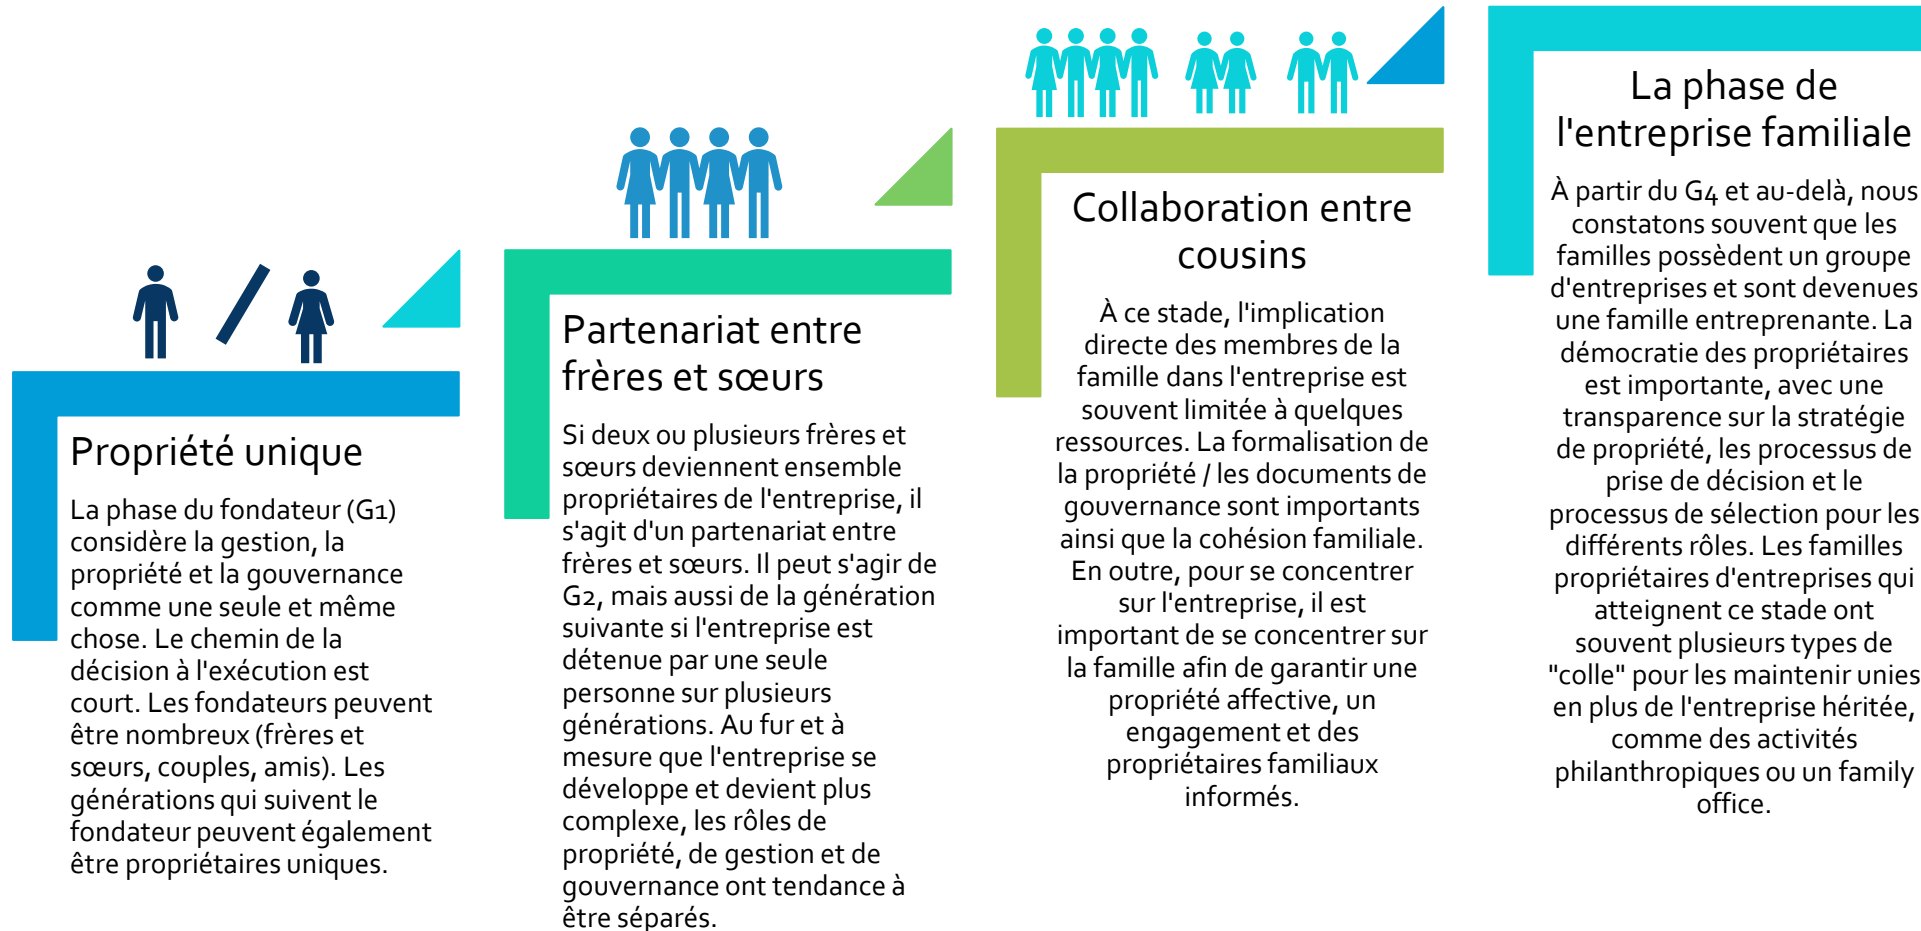 Propriété unique
La phase du fondateur (G1)
considère la gestion, la
propriété et la gouvernance
comme une seule et même
chose. Le chemin de la
décision à l'exécution est
court. Les fondateurs peuvent
être nombreux (frères et
sœurs, couples, amis). Les
générations qui suivent le
fondateur peuvent également
être propriétaires uniques.
Partenariat entre
frères et sœurs
Si deux ou plusieurs frères et
sœurs deviennent ensemble
propriétaires de l'entreprise, il
s'agit d'un partenariat entre
frères et sœurs. Il peut s'agir de
G2, mais aussi de la génération
suivante si l'entreprise est
détenue par une seule
personne sur plusieurs
générations. Au fur et à
mesure que l'entreprise se
développe et devient plus
complexe, les rôles de
propriété, de gestion et de
gouvernance ont tendance à
être séparés.
Collaboration entre
cousins
À ce stade, l'implication
directe des membres de la
famille dans l'entreprise est
souvent limitée à quelques
ressources. La formalisation de
la propriété / les documents de
gouvernance sont importants
ainsi que la cohésion familiale.
En outre, pour se concentrer
sur l'entreprise, il est
important de se concentrer sur
la famille afin de garantir une
propriété affective, un
engagement et des
propriétaires familiaux
informés.
La phase de
l'entreprise familiale
À partir du G4 et au-delà, nous
constatons souvent que les
familles possèdent un groupe
d'entreprises et sont devenues
une famille entreprenante. La
démocratie des propriétaires
est importante, avec une
transparence sur la stratégie
de propriété, les processus de
prise de décision et le
processus de sélection pour les
différents rôles. Les familles
propriétaires d'entreprises qui
atteignent ce stade ont
souvent plusieurs types de
"colle" pour les maintenir unies
en plus de l'entreprise héritée,
comme des activités
philanthropiques ou un family
office.